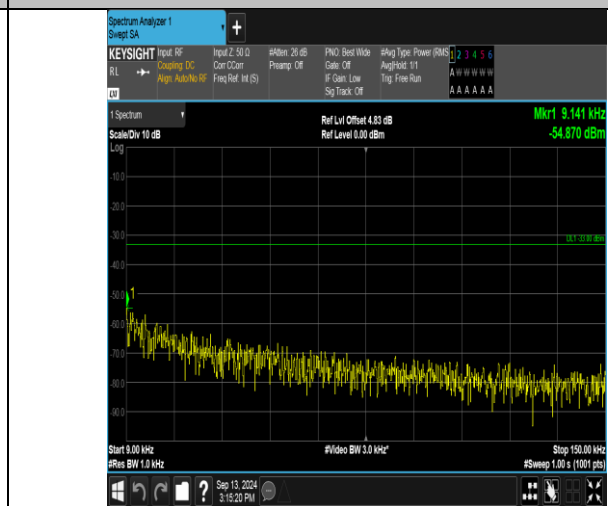 Spectrum Analyzer 1
Swept SA
+
KEYSIGHT
RL
Input: RF
Coupling: DC
Align: Auto/No RF
Input Z: 50 Ω
Corr CCorr
Freq Ref: Int (S)
#Atten: 26 dB
Preamp: Off
PNO: Best Wide
Gate: Off
IF Gain: Low
Sig Track: Off
#Avg Type: Power (RMS
Avg|Hold: 1/1
Trig: Free Run
1 2 3 4 5 6
A W W W W W
A A A A A A
1 Spectrum
Scale/Div 10 dB
Ref Lvl Offset 4.83 dB
Ref Level 0.00 dBm
Mkr1 9.141 kHz
-54.870 dBm
Log
-10.0
-20.0
-30.0
DL1 -33.00 dBm
-40.0
-50.0
1
-60.0
-70.0
-80.0
-90.0
Start 9.00 kHz
#Res BW 1.0 kHz
#Video BW 3.0 kHz*
Stop 150.00 kHz
#Sweep 1.00 s (1001 pts)
?
Sep 13, 2024
3:15:20 PM